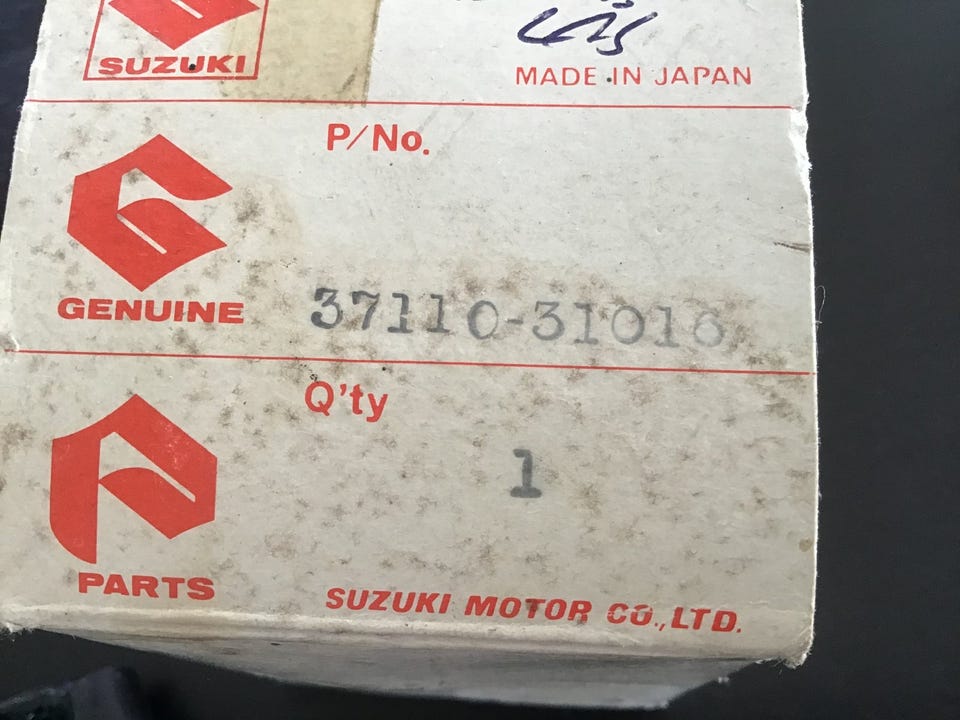 SUZUKI
MADE IN JAPAN
P/No.
GENUINE
37110-31016
Q'ty
1
PARTS
SUZUKI MOTOR CO.,LTD.